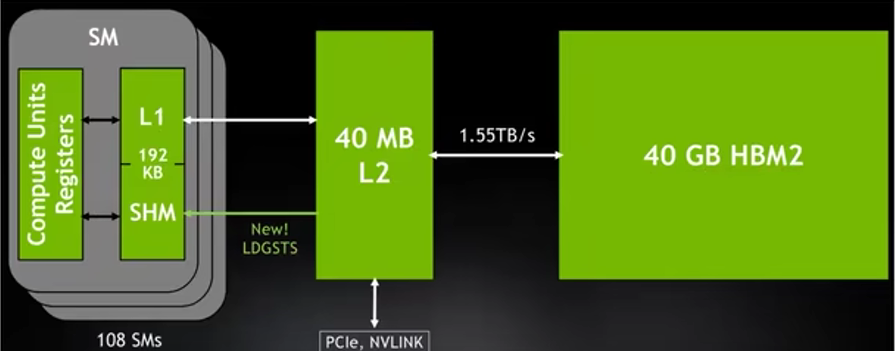 SM
Compute Units
Registers
L1
192
KB
SHM
New!
LDGSTS
108 SMs
40 MB
L2
1.55TB/s
40 GB HBM2
PCIe, NVLINK